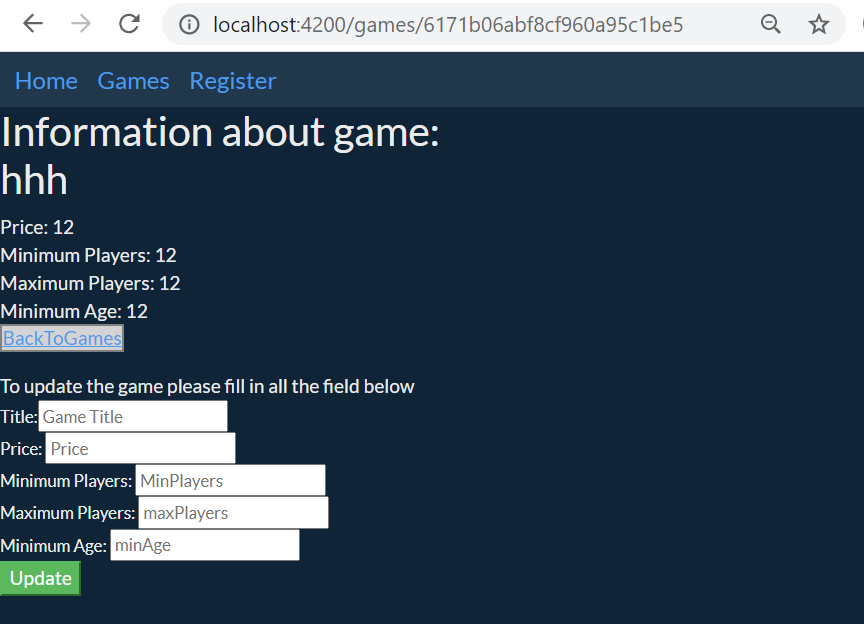 localhost:4200/games/6171b06abf8cf960a95c1be5
Home Games Register
Information about game:
hhh
Price: 12
Minimum Players: 12
Maximum Players: 12
Minimum Age: 12
BackToGames
To update the game please fill in all the field below
Title: Game Title
Price: Price
Minimum Players: MinPlayers
Maximum Players: maxPlayers
Minimum Age: minAge
Update